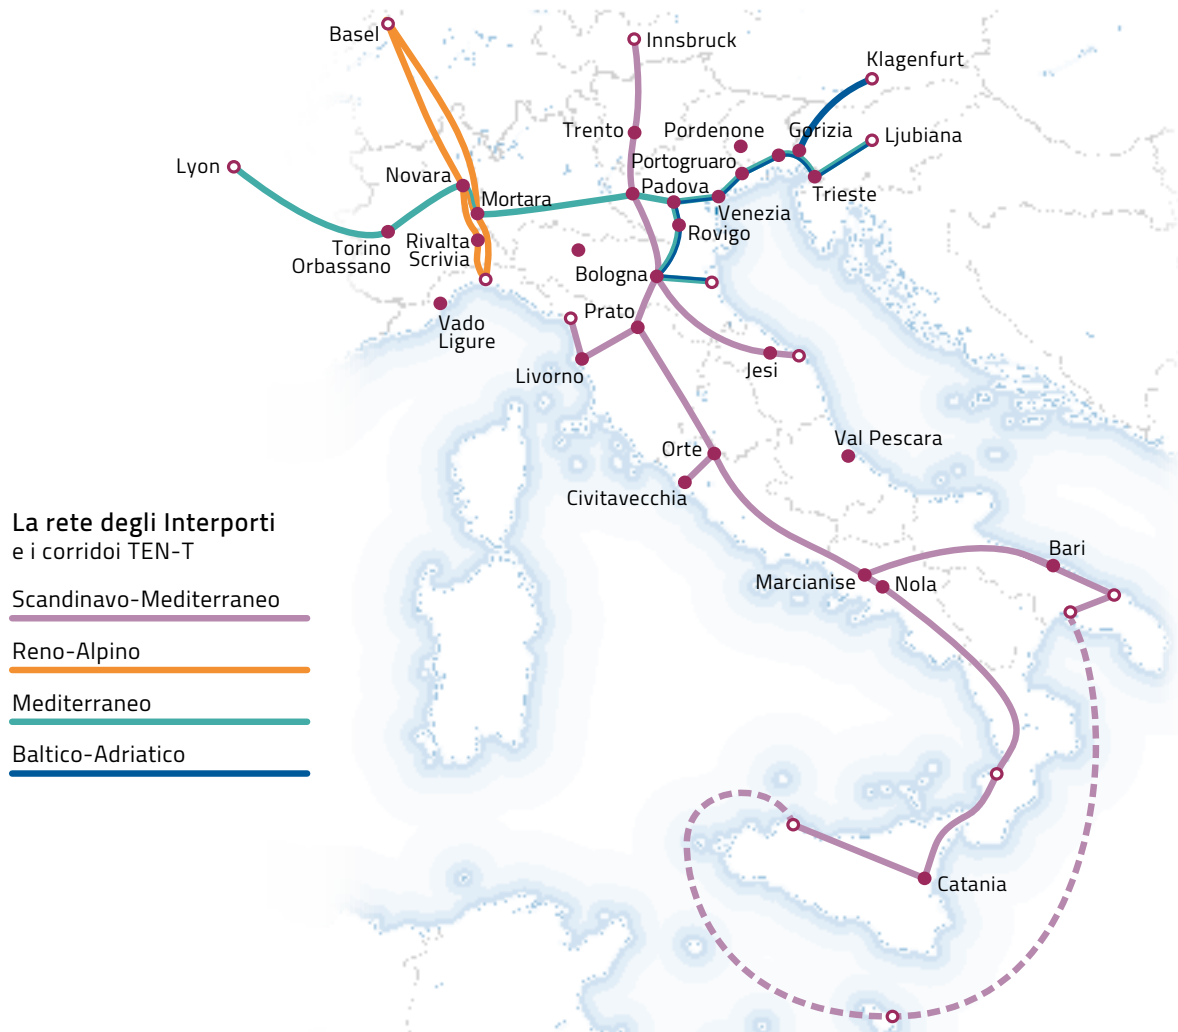 Basel
Innsbruck
Klagenfurt
Trento
Pordenone
Gorizia
Ljubiana
Lyon
Portogruaro
Novara
Mortara
Padova
Trieste
Venezia
Torino
Orbassano
Rivalta
Scrivia
Rovigo
Bologna
Prato
Vado
Ligure
Jesi
Livorno
Val Pescara
Orte
Civitavecchia
La rete degli Interporti
e i corridoi TEN-T
Bari
Marcianise
Nola
Scandinavo-Mediterraneo
Reno-Alpino
Mediterraneo
Baltico-Adriatico
Catania